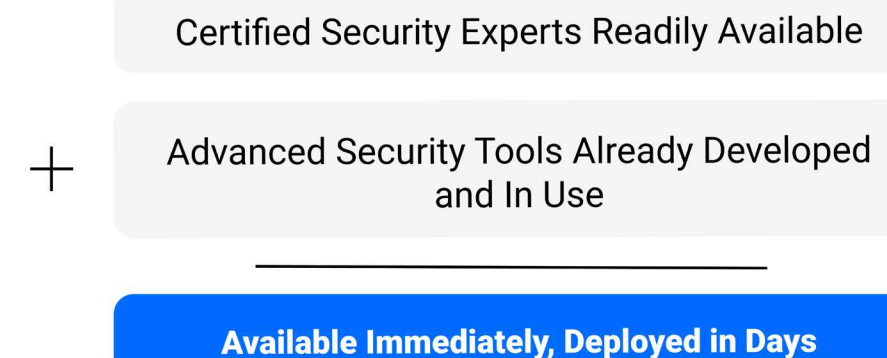 Certified Security Experts Readily Available
+
Advanced Security Tools Already Developed
and In Use
Available Immediately, Deployed in Days